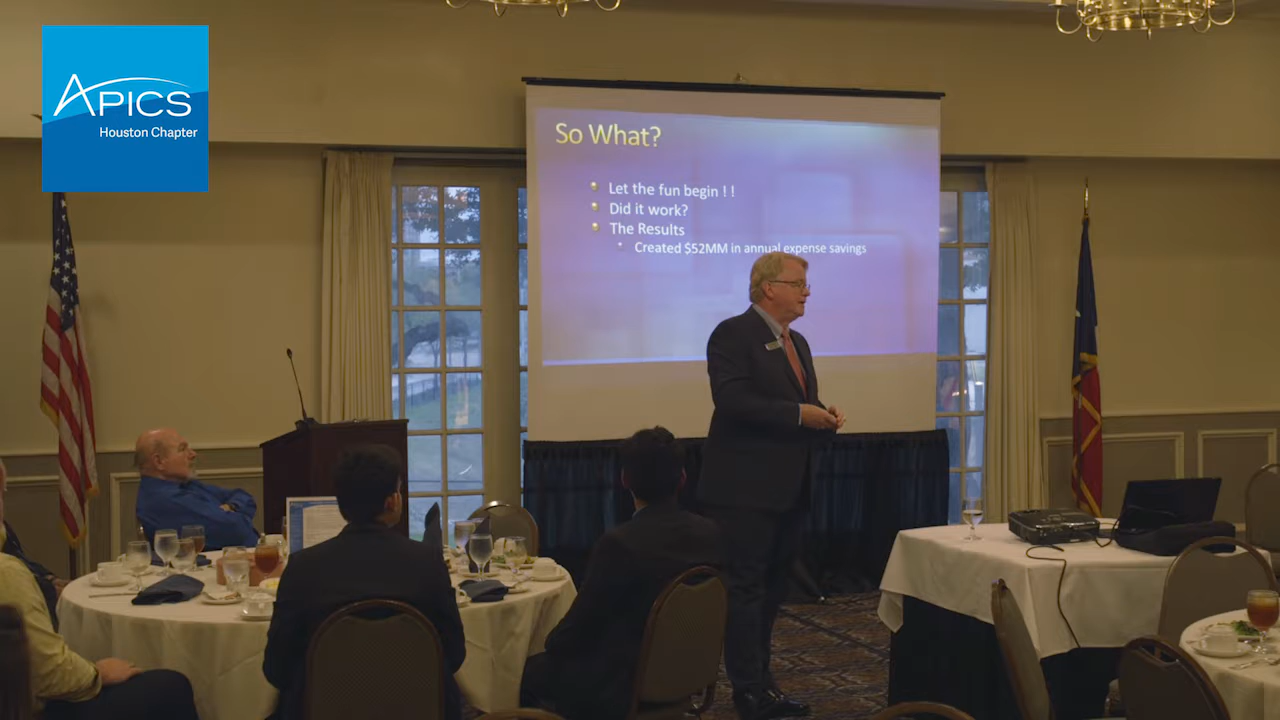 APICS
Houston Chapter
So What?
Let the fun begin ! !
Did it work?
The Results
Created $52MM in annual expense savings